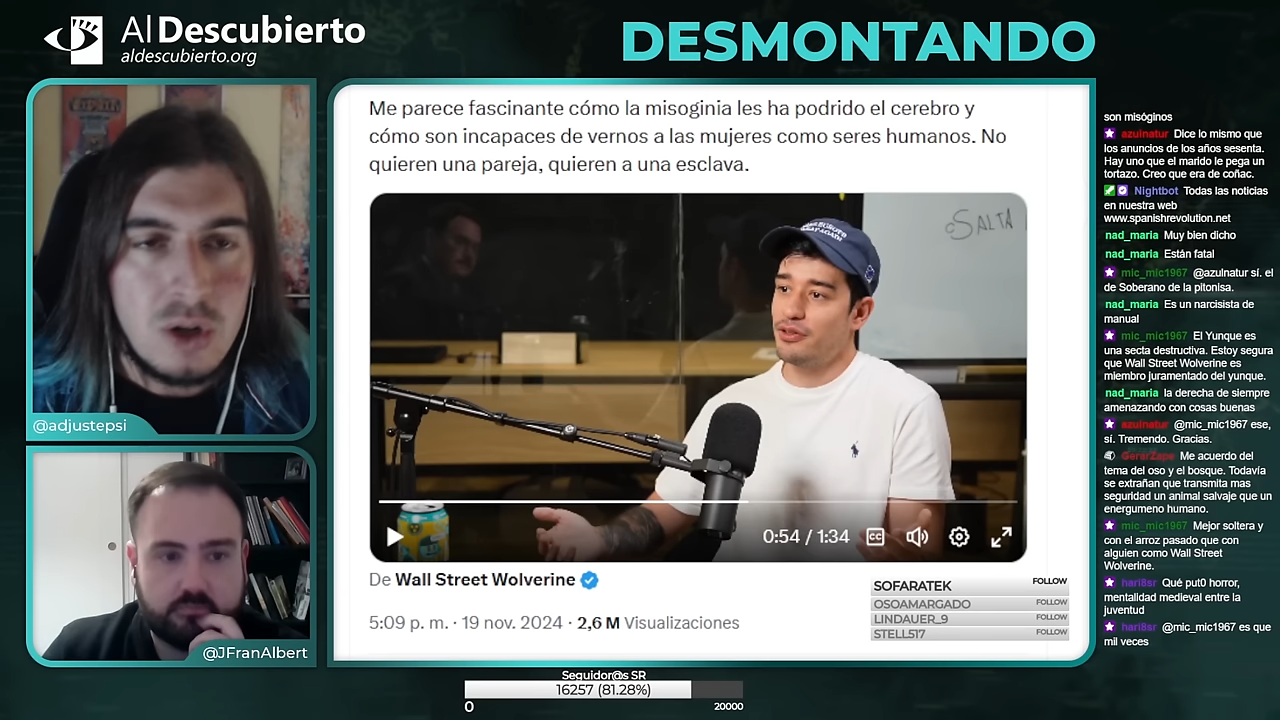 Al Descubierto
aldescubierto.org
DESMONTANDO
@adjustepsi
@JFranAlbert
Me parece fascinante cómo la misoginia les ha podrido el cerebro y
cómo son incapaces de vernos a las mujeres como seres humanos. No
quieren una pareja, quieren a una esclava.
SALTA
0:54 / 1:34
CC
De Wall Street Wolverine
5:09 p. m. · 19 nov. 2024 · 2,6 M Visualizaciones
SOFARATEK FOLLOW
OSOAMARGADO FOLLOW
LINDAUER_9 FOLLOW
STELL517 FOLLOW
son misóginos
azulnatur Dice lo mismo que
los anuncios de los años sesenta.
Hay uno que el marido le pega un
tortazo. Creo que era de coñac.
Nightbot Todas las noticias
en nuestra web
www.spanishrevolution.net
nad_maria Muy bien dicho
nad_maria Están fatal
mic_mic1967 @azulnatur sí. el
de Soberano de la pitonisa.
nad_maria Es un narcisista de
manual
mic_mic1967 El Yunque es
una secta destructiva. Estoy segura
que Wall Street Wolverine es
miembro juramentado del yunque.
nad_maria la derecha de siempre
amenazando con cosas buenas
azulnatur @mic_mic1967 ese,
sí. Tremendo. Gracias.
GerarZape Me acuerdo del
tema del oso y el bosque. Todavía
se extrañan que transmita mas
seguridad un animal salvaje que un
energumeno humano.
mic_mic1967 Mejor soltera y
con el arroz pasado que con
alguien como Wall Street
Wolverine.
hari8sr Qué put0 horror,
mentalidad medieval entre la
juventud
hari8sr @mic_mic1967 es que
mil veces
Seguidor@s SR
16257 (81.28%)
0 20000